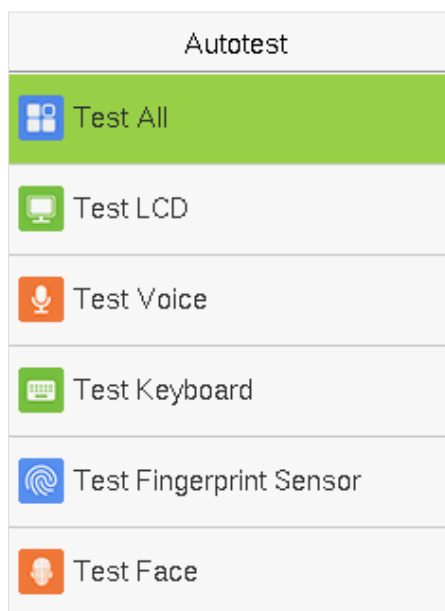 Autotest
Test All
Test LCD
Test Voice
Test Keyboard
Test Fingerprint Sensor
Test Face